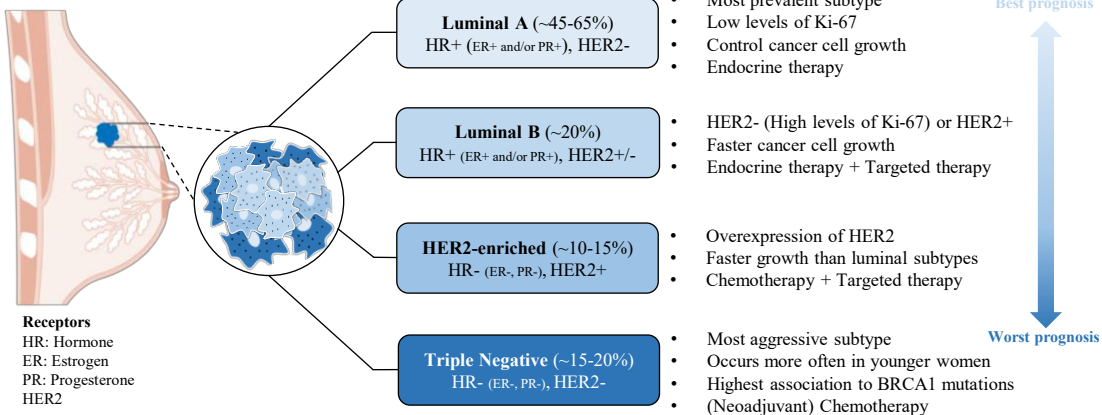 Most prevalent subtype
Best prognosis
Luminal A (~45-65%)
HR+ (ER+ and/or PR+), HER2-
• Low levels of Ki-67
• Control cancer cell growth
• Endocrine therapy
Luminal B (~20%)
HR+ (ER+ and/or PR+), HER2+/-
• HER2- (High levels of Ki-67) or HER2+
• Faster cancer cell growth
• Endocrine therapy + Targeted therapy
HER2-enriched (~10-15%)
HR- (ER-, PR-), HER2+
• Overexpression of HER2
• Faster growth than luminal subtypes
• Chemotherapy + Targeted therapy
Receptors
HR: Hormone
ER: Estrogen
PR: Progesterone
HER2
Triple Negative (~15-20%)
HR- (ER-, PR-), HER2-
• Most aggressive subtype
• Occurs more often in younger women
• Highest association to BRCA1 mutations
• (Neoadjuvant) Chemotherapy
Worst prognosis